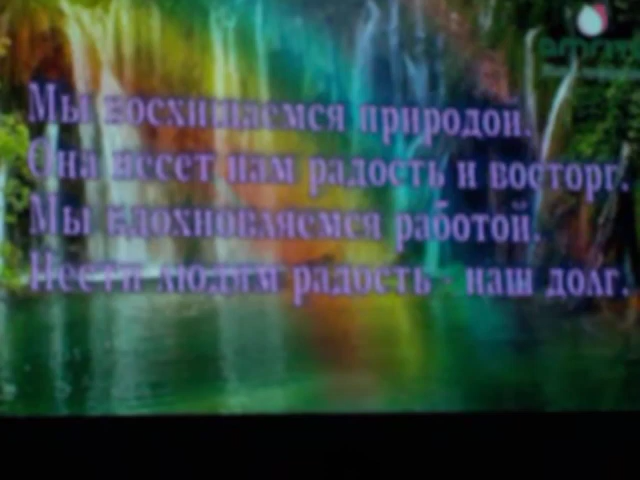 Мы восхищаемся природой.
Она несет нам радость и восторг.
Мы вдохновляемся работой.
Нести людям радость - наш долг.